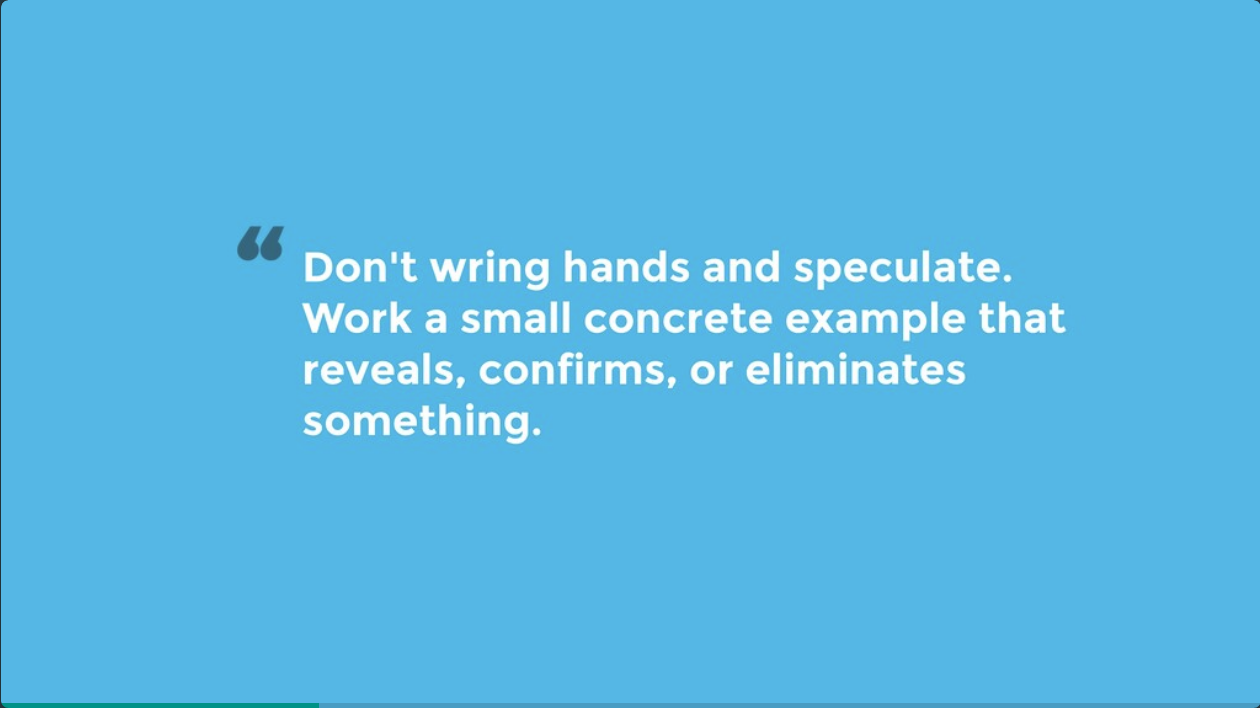 “ Don't wring hands and speculate.
Work a small concrete example that
reveals, confirms, or eliminates
something.